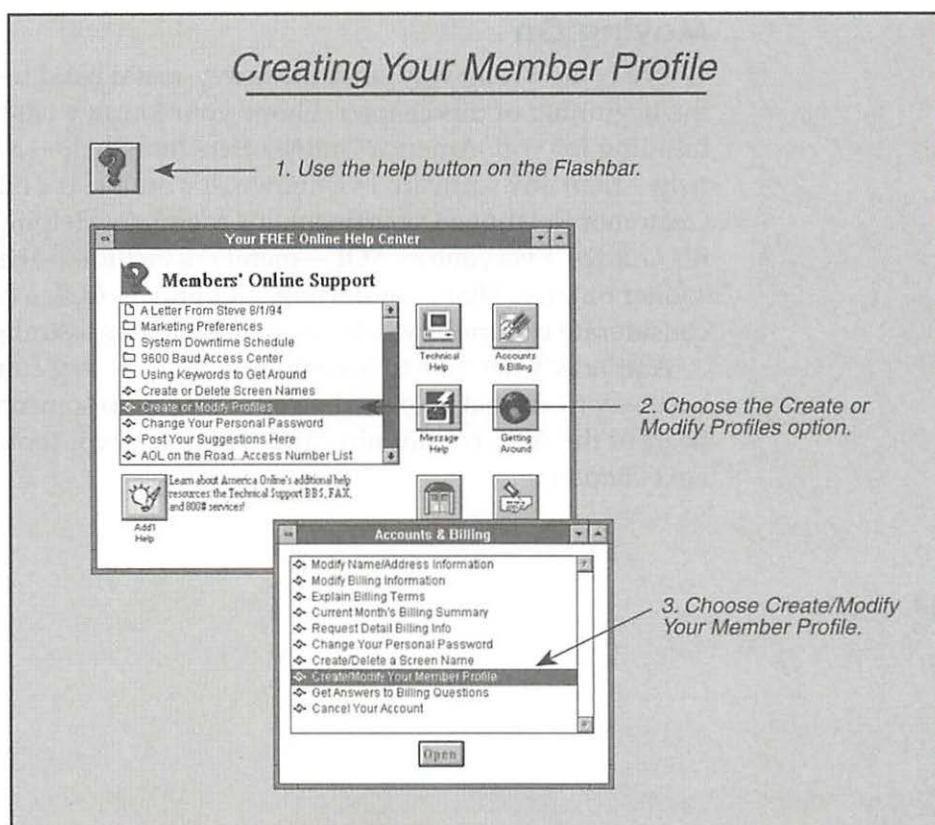 Creating Your Member Profile
1. Use the help button on the Flashbar.
Your FREE Online Help Center
Members' Online Support
A Letter From Steve 8/1/94
Marketing Preferences
System Downtime Schedule
9600 Baud Access Center
Using Keywords to Get Around
Create or Delete Screen Names
Create or Modify Profiles
Change Your Personal Password
Post Your Suggestions Here
AOL on the Road...Access Number List
Technical
Help
Accounts
& Billing
Message
Help
Getting
Around
2. Choose the Create or
Modify Profiles option.
Add'l
Help
Learn about America Online's additional help
resources: the Technical Support BBS, FAX,
and 800# services!
Accounts & Billing
Modify Name/Address Information
Modify Billing Information
Explain Billing Terms
Current Month's Billing Summary
Request Detail Billing Info
Change Your Personal Password
Create/Delete a Screen Name
Create/Modify Your Member Profile
Get Answers to Billing Questions
Cancel Your Account
Open
3. Choose Create/Modify
Your Member Profile.